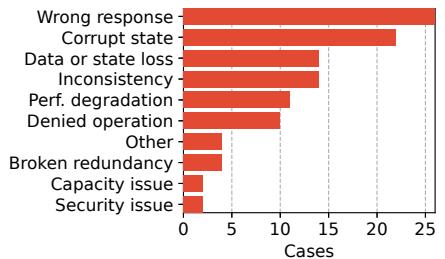 Wrong response
Corrupt state
Data or state loss
Inconsistency
Perf. degradation
Denied operation
Other
Broken redundancy
Capacity issue
Security issue
0 5 10 15 20 25
Cases